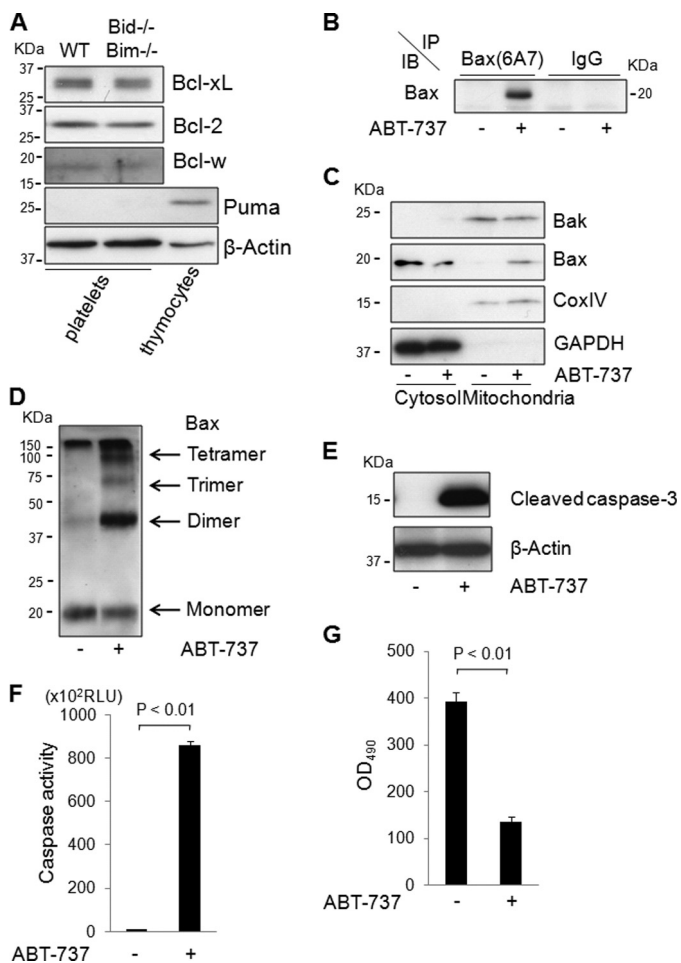 A
KDa
WT
Bid-/-
Bim-/-
37
25
Bcl-xL
37
25
Bcl-2
20
15
Bcl-w
25
Puma
37
β-Actin
platelets
thymocytes
B
IP
IB
Bax(6A7)
IgG
KDa
Bax
20
ABT-737
-
+
-
+
C
KDa
25
Bak
20
Bax
15
CoxIV
37
GAPDH
-
+
-
+
ABT-737
Cytosol
Mitochondria
D
KDa
Bax
150
100
75
50
37
25
20
Tetramer
Trimer
Dimer
Monomer
-
+
ABT-737
E
KDa
15
Cleaved caspase-3
37
β-Actin
-
+
ABT-737
F
(x10²RLU)
P < 0.01
1000
800
600
400
200
0
Caspase activity
ABT-737
-
+
G
P < 0.01
500
400
300
200
100
0
OD₄₉₀
ABT-737
-
+